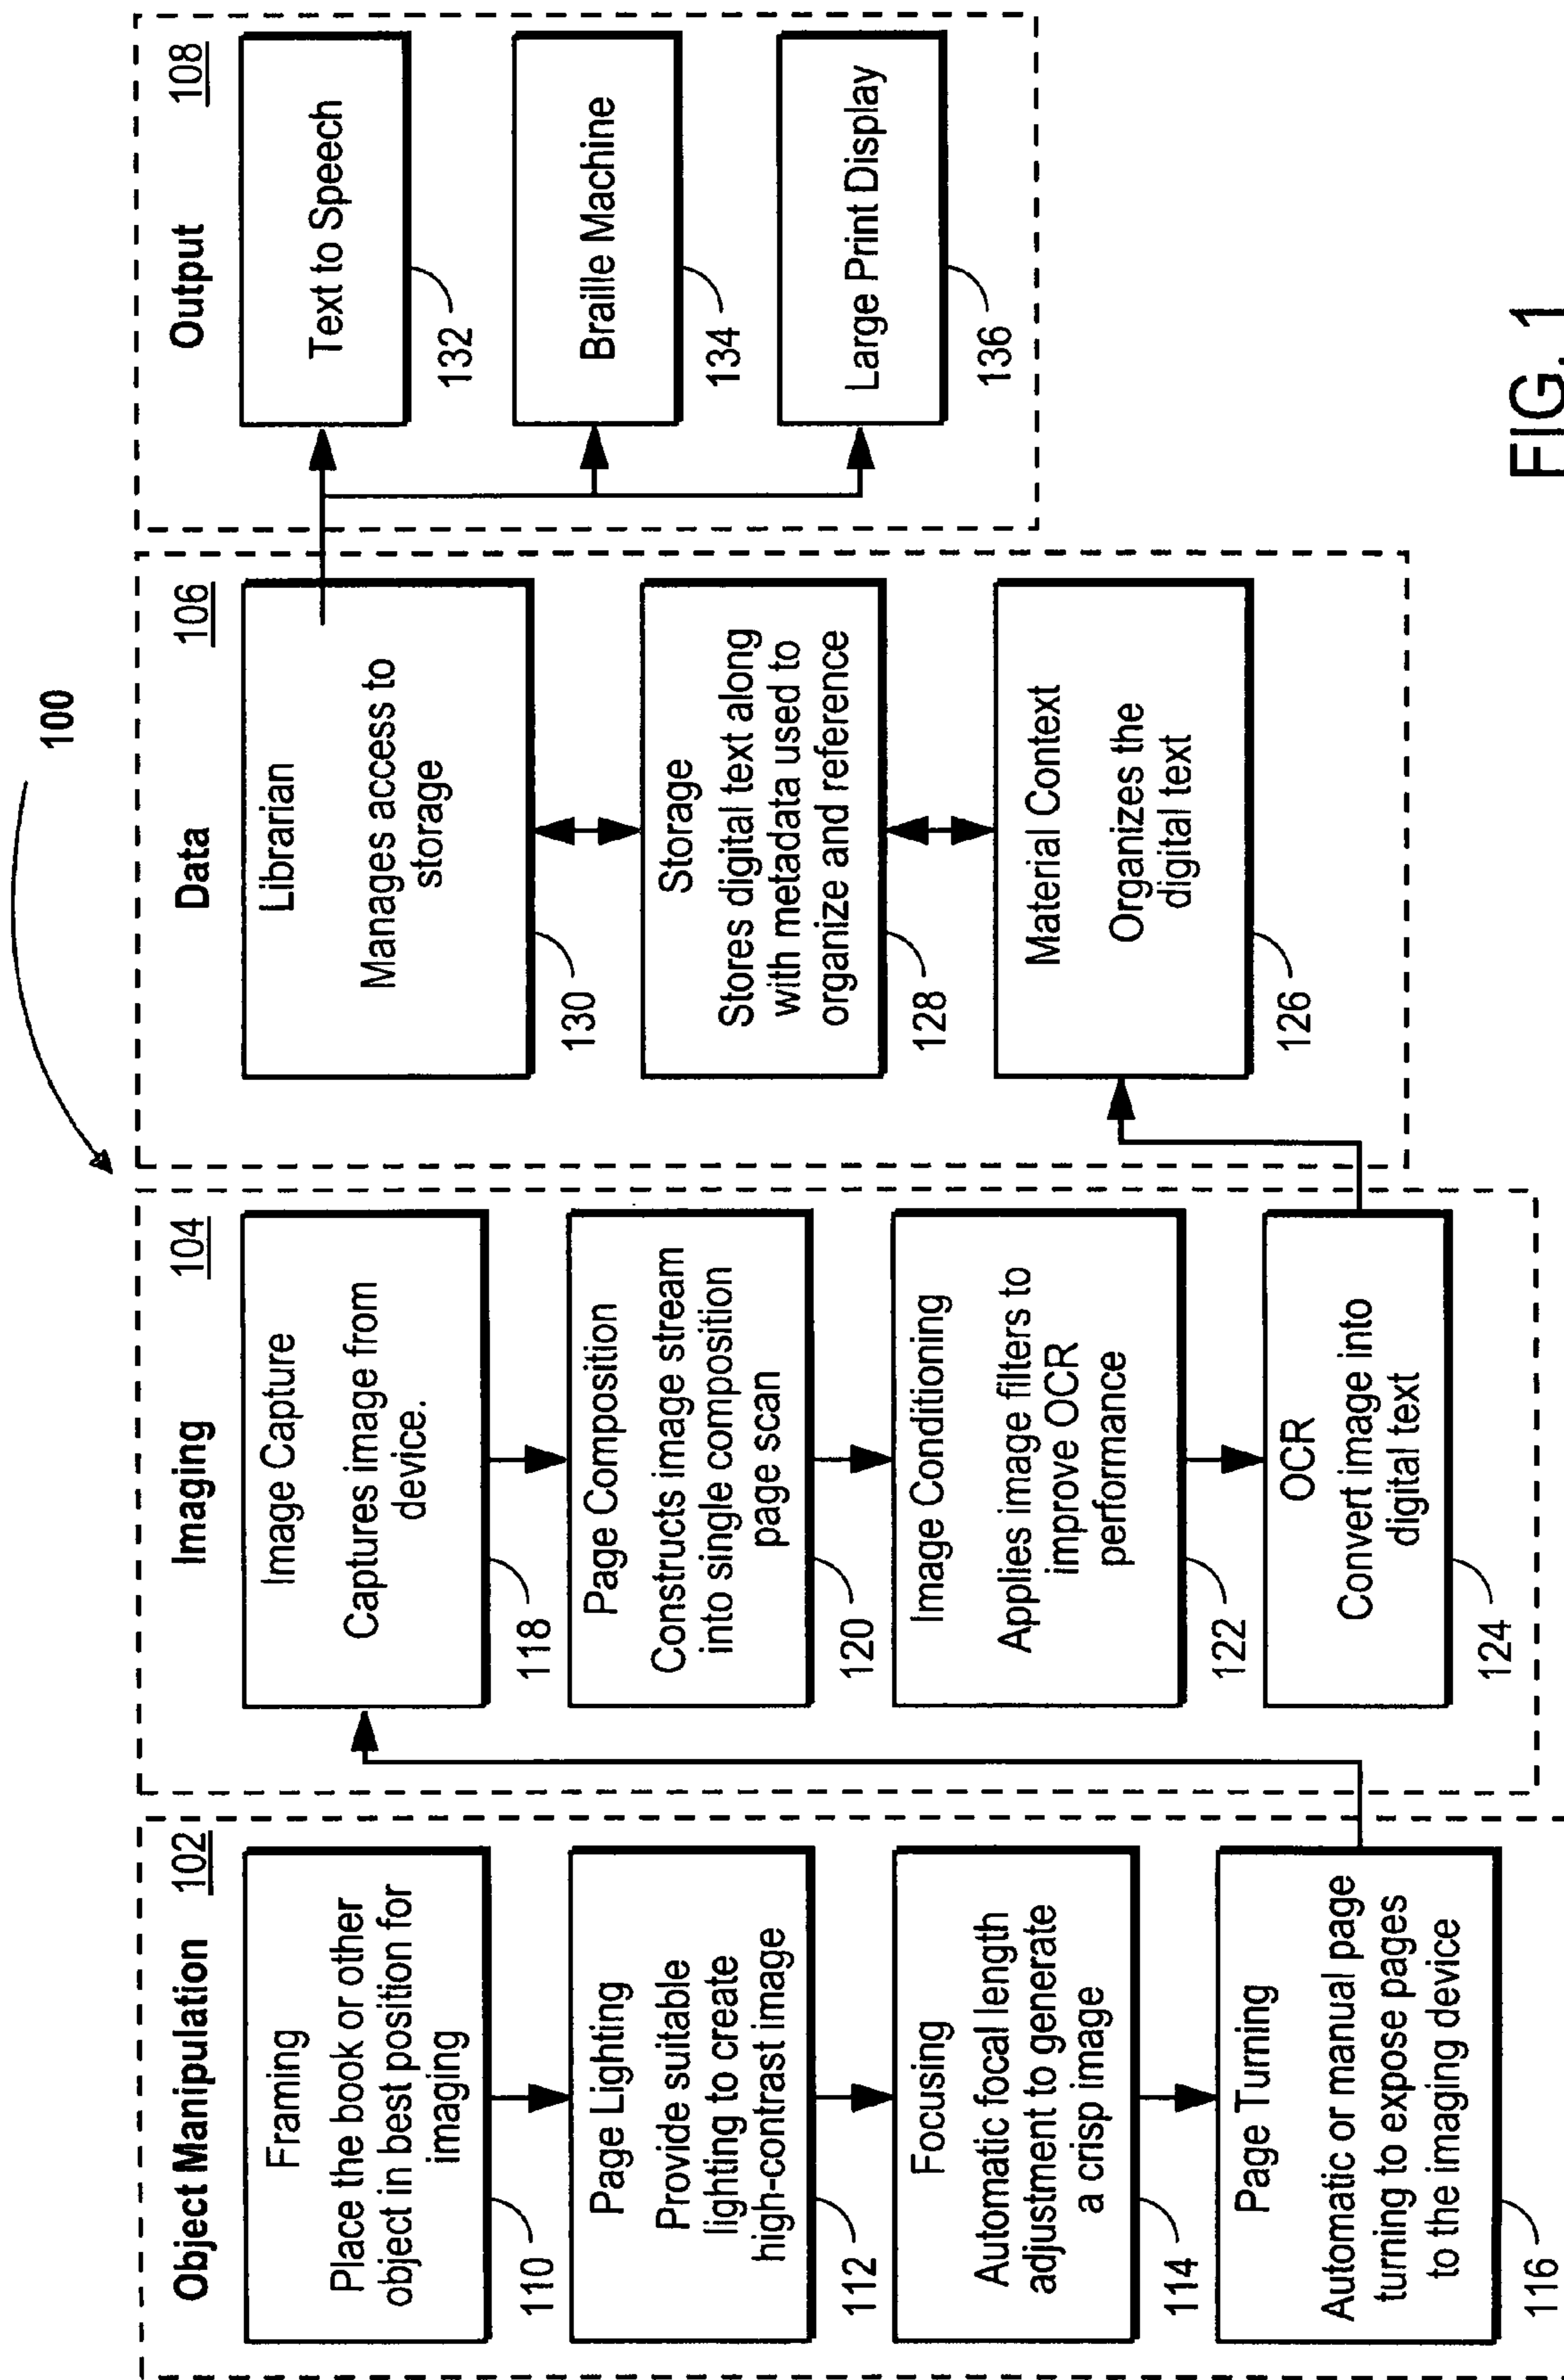 100
Object Manipulation 102
Framing
Place the book or other
object in best position for
imaging
110
Page Lighting
Provide suitable
lighting to create
high-contrast image
112
Focusing
Automatic focal length
adjustment to generate
a crisp image
114
Page Turning
Automatic or manual page
turning to expose pages
to the imaging device
116
Imaging 104
Image Capture
Captures image from
device.
118
Page Composition
Constructs image stream
into single composition
page scan
120
Image Conditioning
Applies image filters to
improve OCR
performance
122
OCR
Convert image into
digital text
124
Data 106
Librarian
Manages access to
storage
130
Storage
Stores digital text along
with metadata used to
organize and reference
128
Material Context
Organizes the
digital text
126
Output 108
Text to Speech
132
Braille Machine
134
Large Print Display
136
FIG. 1